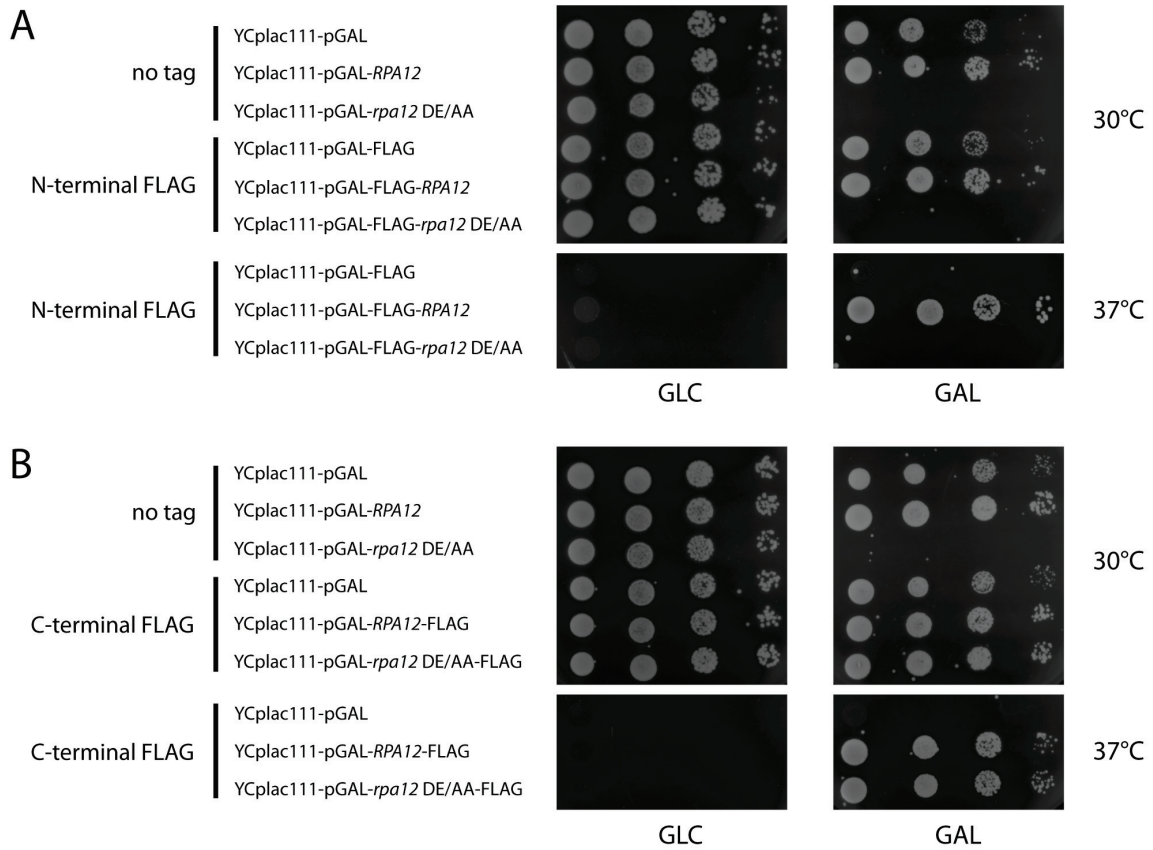 A
no tag
YCplac111-pGAL
YCplac111-pGAL-RPA12
YCplac111-pGAL-rpa12 DE/AA
N-terminal FLAG
YCplac111-pGAL-FLAG
YCplac111-pGAL-FLAG-RPA12
YCplac111-pGAL-FLAG-rpa12 DE/AA
30°C
N-terminal FLAG
YCplac111-pGAL-FLAG
YCplac111-pGAL-FLAG-RPA12
YCplac111-pGAL-FLAG-rpa12 DE/AA
37°C
GLC
GAL
B
no tag
YCplac111-pGAL
YCplac111-pGAL-RPA12
YCplac111-pGAL-rpa12 DE/AA
C-terminal FLAG
YCplac111-pGAL
YCplac111-pGAL-RPA12-FLAG
YCplac111-pGAL-rpa12 DE/AA-FLAG
30°C
C-terminal FLAG
YCplac111-pGAL
YCplac111-pGAL-RPA12-FLAG
YCplac111-pGAL-rpa12 DE/AA-FLAG
37°C
GLC
GAL